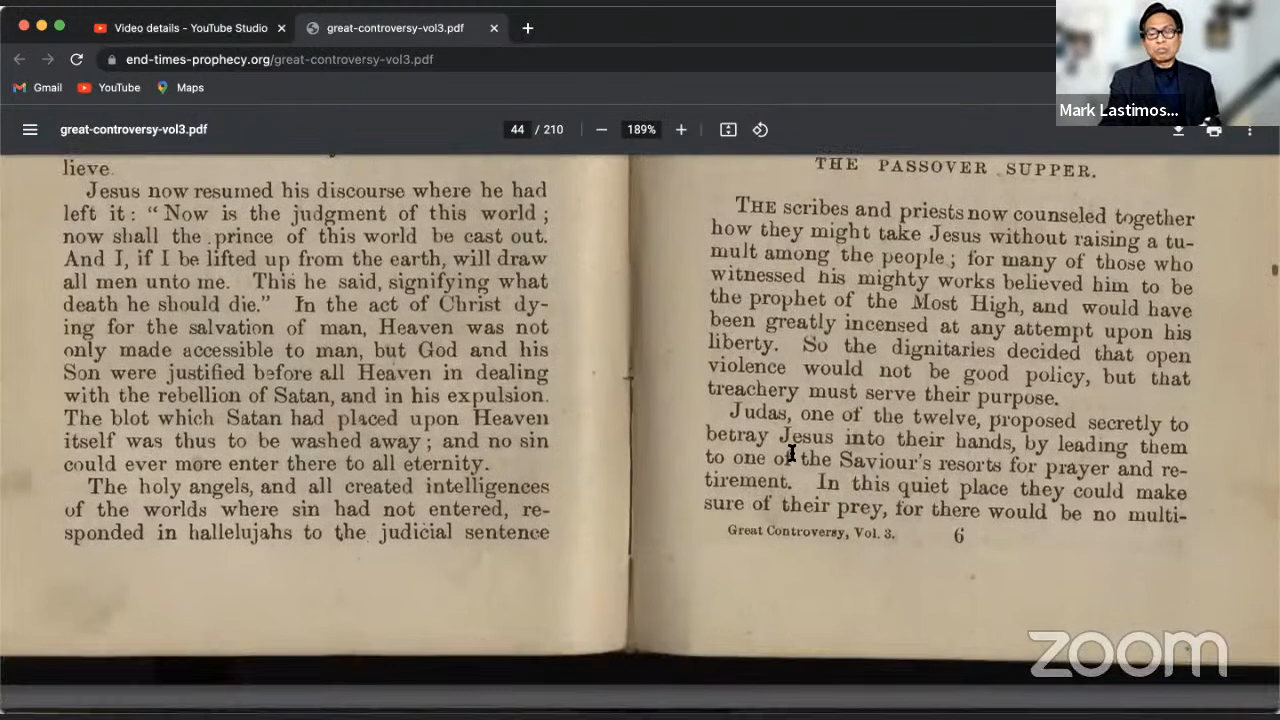 Video details - YouTube Studio
great-controversy-vol3.pdf
end-times-prophecy.org/great-controversy-vol3.pdf
Gmail
YouTube
Maps
Mark Lastimos...
great-controversy-vol3.pdf
44 / 210
189%
lieve.
Jesus now resumed his discourse where he had
left it: “Now is the judgment of this world;
now shall the prince of this world be cast out.
And I, if I be lifted up from the earth, will draw
all men unto me. This he said, signifying what
death he should die.” In the act of Christ dy-
ing for the salvation of man, Heaven was not
only made accessible to man, but God and his
Son were justified before all Heaven in dealing
with the rebellion of Satan, and in his expulsion.
The blot which Satan had placed upon Heaven
itself was thus to be washed away; and no sin
could ever more enter there to all eternity.
The holy angels, and all created intelligences
of the worlds where sin had not entered, re-
sponded in hallelujahs to the judicial sentence
THE PASSOVER SUPPER.
THE scribes and priests now counseled together
how they might take Jesus without raising a tu-
mult among the people; for many of those who
witnessed his mighty works believed him to be
the prophet of the Most High, and would have
been greatly incensed at any attempt upon his
liberty. So the dignitaries decided that open
violence would not be good policy, but that
treachery must serve their purpose.
Judas, one of the twelve, proposed secretly to
betray Jesus into their hands, by leading them
to one of the Saviour's resorts for prayer and re-
tirement. In this quiet place they could make
sure of their prey, for there would be no multi-
Great Controversy, Vol. 3. 6
zoom